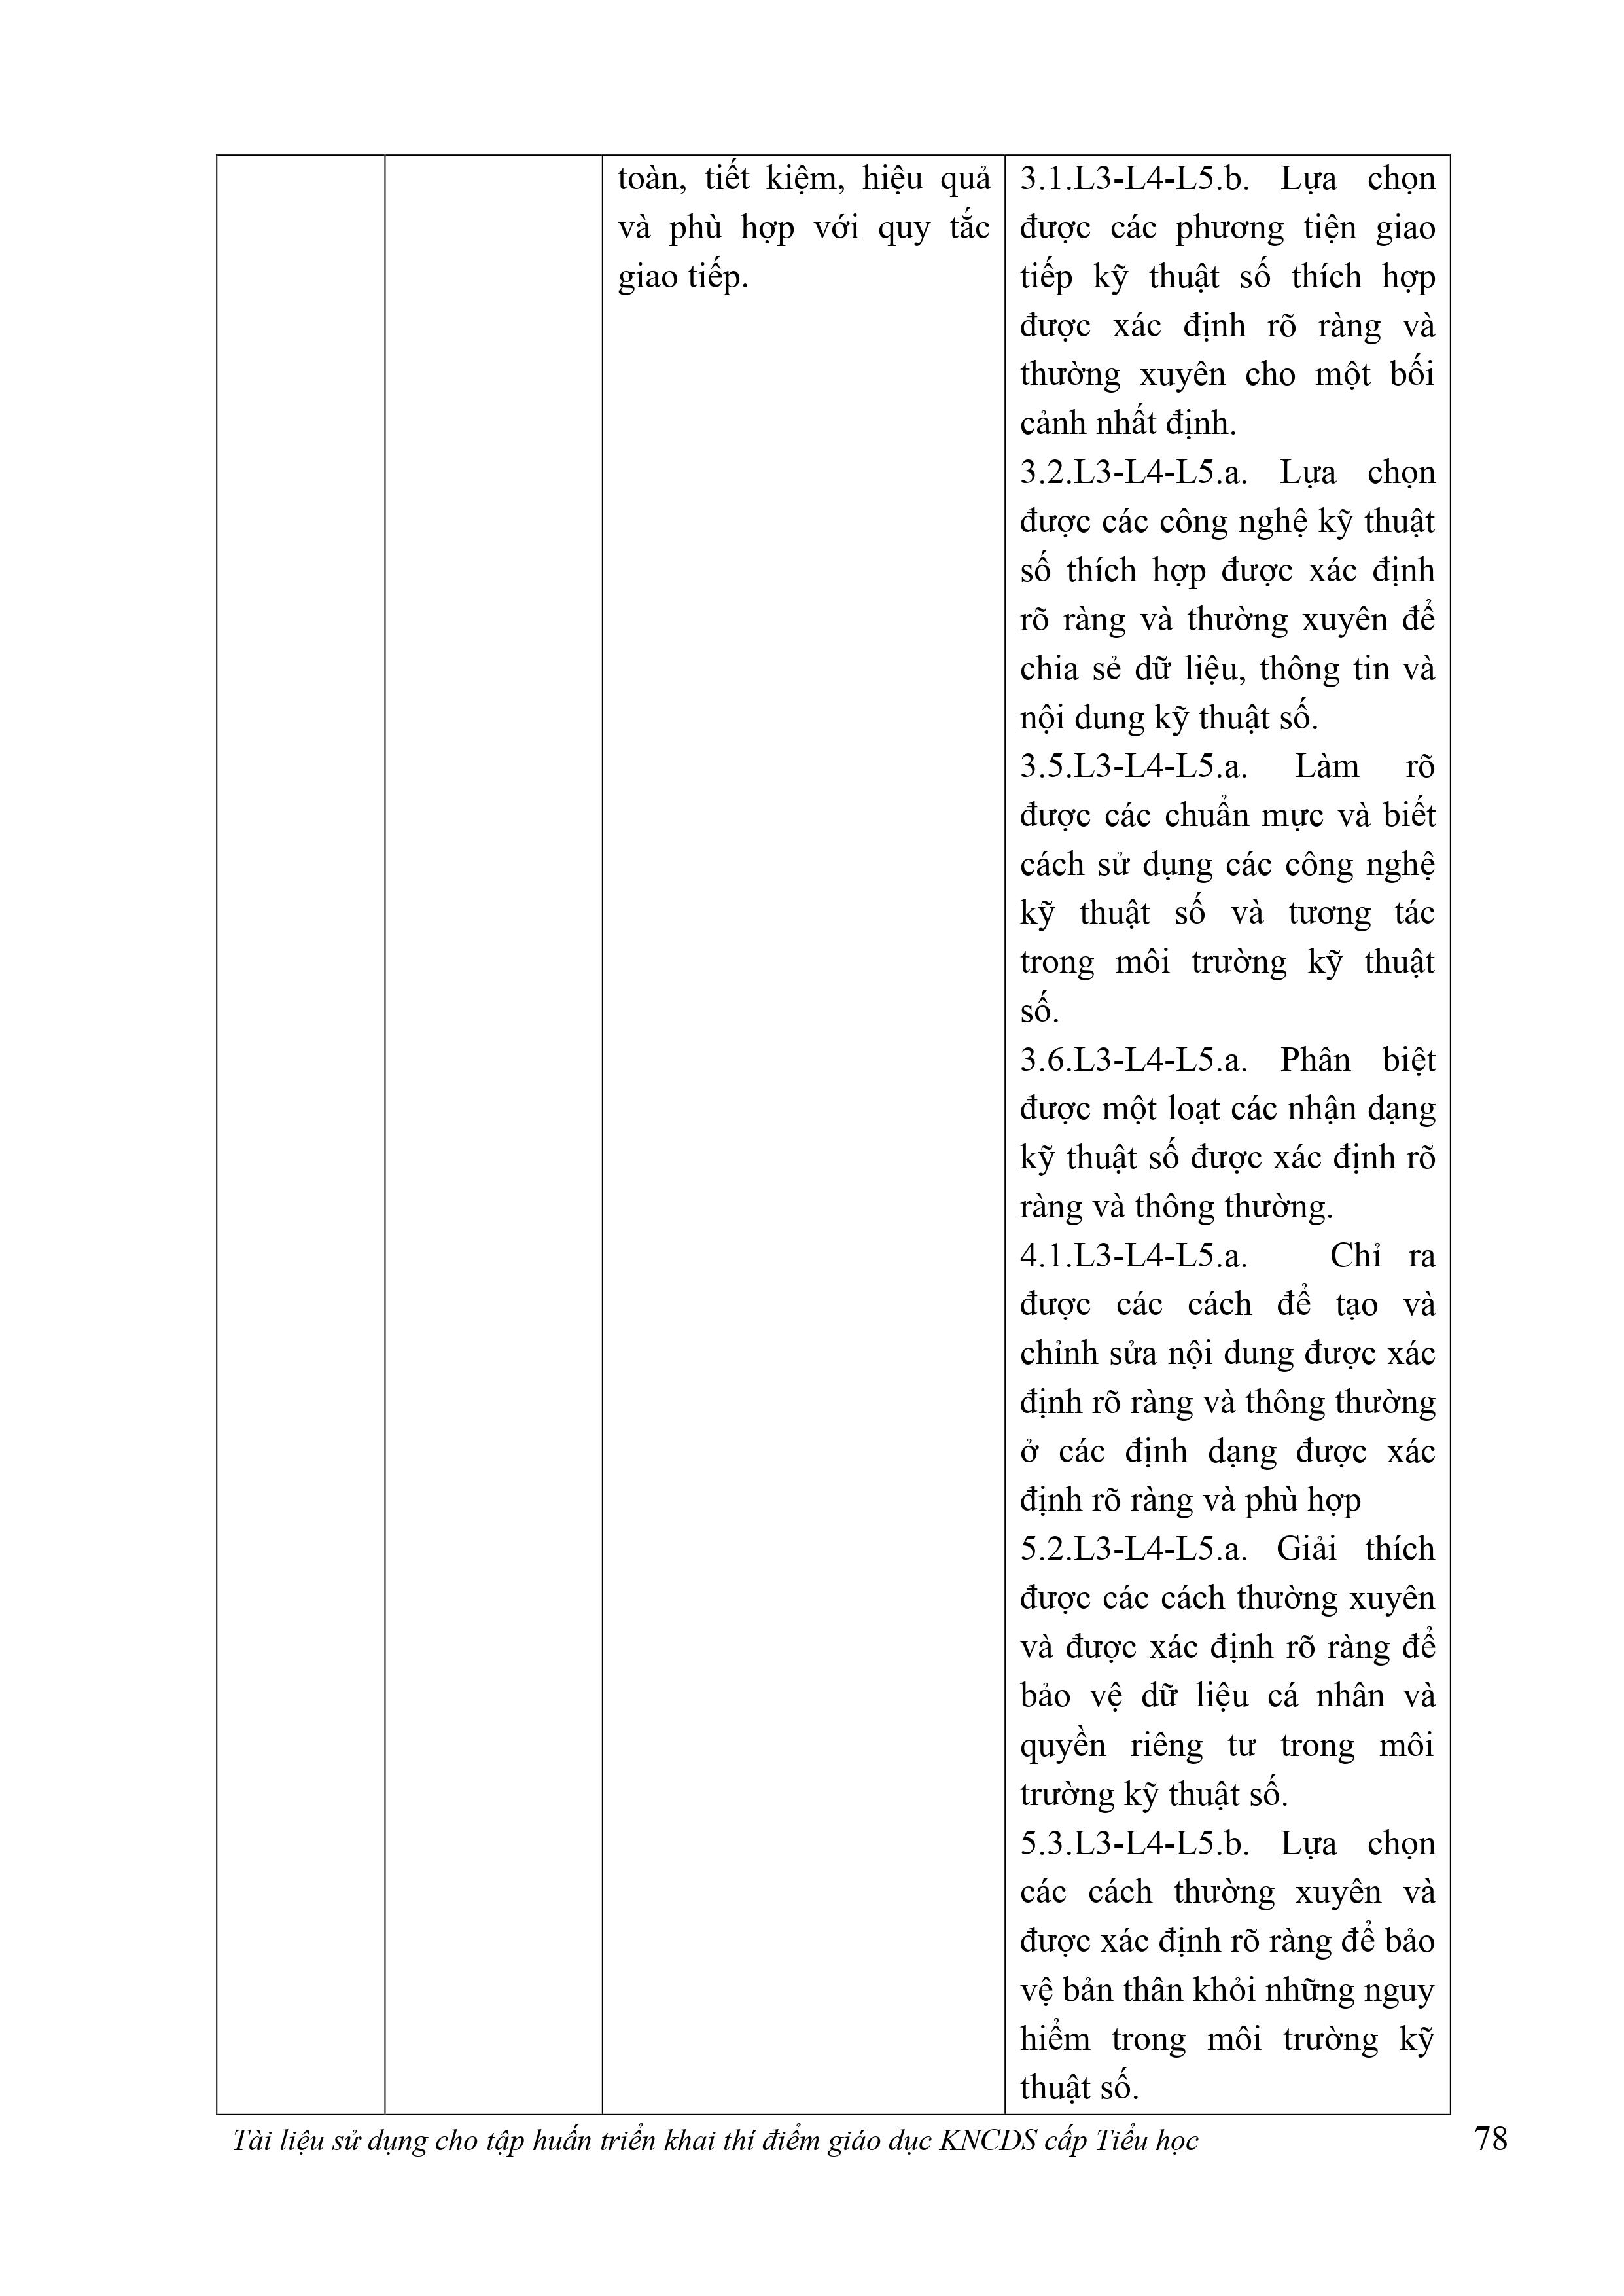 toàn, tiết kiệm, hiệu quả
và phù hợp với quy tắc
giao tiếp.
3.1.L3-L4-L5.b. Lựa chọn
được các phương tiện giao
tiếp kỹ thuật số thích hợp
được xác định rõ ràng và
thường xuyên cho một bối
cảnh nhất định.
3.2.L3-L4-L5.a. Lựa chọn
được các công nghệ kỹ thuật
số thích hợp được xác định
rõ ràng và thường xuyên để
chia sẻ dữ liệu, thông tin và
nội dung kỹ thuật số.
3.5.L3-L4-L5.a. Làm rõ
được các chuẩn mực và biết
cách sử dụng các công nghệ
kỹ thuật số và tương tác
trong môi trường kỹ thuật
số.
3.6.L3-L4-L5.a. Phân biệt
được một loạt các nhận dạng
kỹ thuật số được xác định rõ
ràng và thông thường.
4.1.L3-L4-L5.a. Chỉ ra
được các cách để tạo và
chỉnh sửa nội dung được xác
định rõ ràng và thông thường
ở các định dạng được xác
định rõ ràng và phù hợp
5.2.L3-L4-L5.a. Giải thích
được các cách thường xuyên
và được xác định rõ ràng để
bảo vệ dữ liệu cá nhân và
quyền riêng tư trong môi
trường kỹ thuật số.
5.3.L3-L4-L5.b. Lựa chọn
các cách thường xuyên và
được xác định rõ ràng để bảo
vệ bản thân khỏi những nguy
hiểm trong môi trường kỹ
thuật số.
Tài liệu sử dụng cho tập huấn triển khai thí điểm giáo dục KNCDS cấp Tiểu học 78